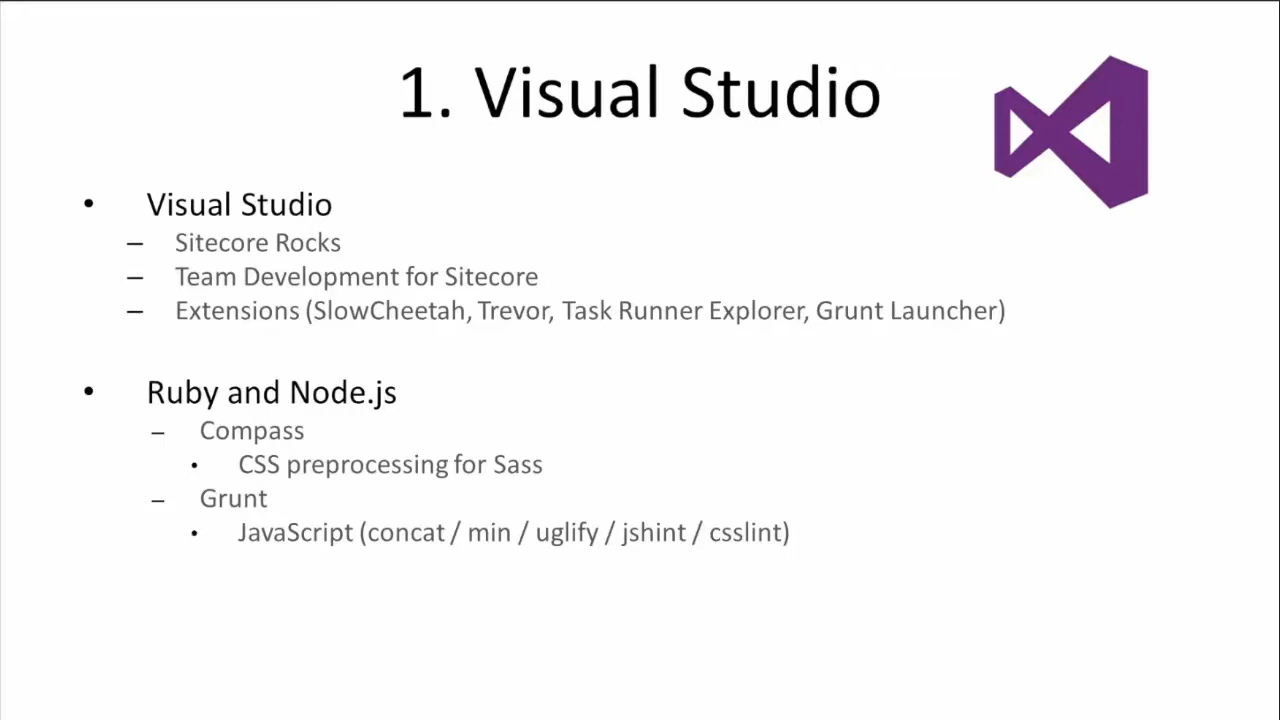 1. Visual Studio
• Visual Studio
– Sitecore Rocks
– Team Development for Sitecore
– Extensions (SlowCheetah, Trevor, Task Runner Explorer, Grunt Launcher)
• Ruby and Node.js
– Compass
• CSS preprocessing for Sass
– Grunt
• JavaScript (concat / min / uglify / jshint / csslint)